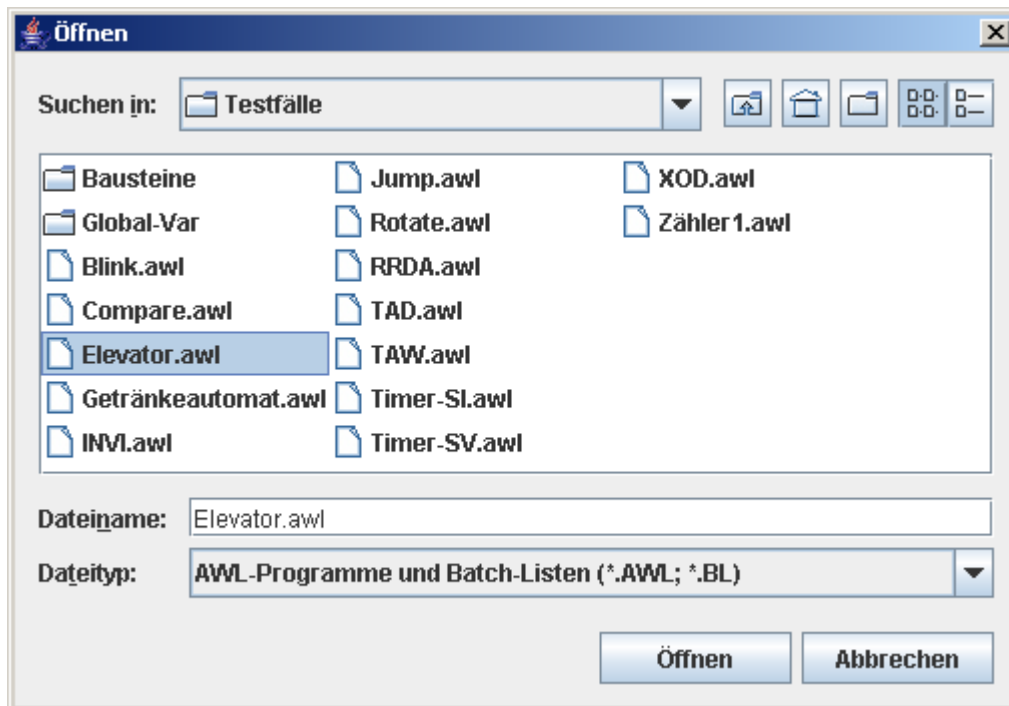 Öffnen
Suchen in: Testfälle
Bausteine
Global-Var
Blink.awl
Compare.awl
Elevator.awl
Getränkeautomat.awl
INVI.awl
Jump.awl
Rotate.awl
RRDA.awl
TAD.awl
TAW.awl
Timer-SI.awl
Timer-SV.awl
XOD.awl
Zähler1.awl
Dateiname: Elevator.awl
Dateityp: AWL-Programme und Batch-Listen (*.AWL; *.BL)
Öffnen Abbrechen